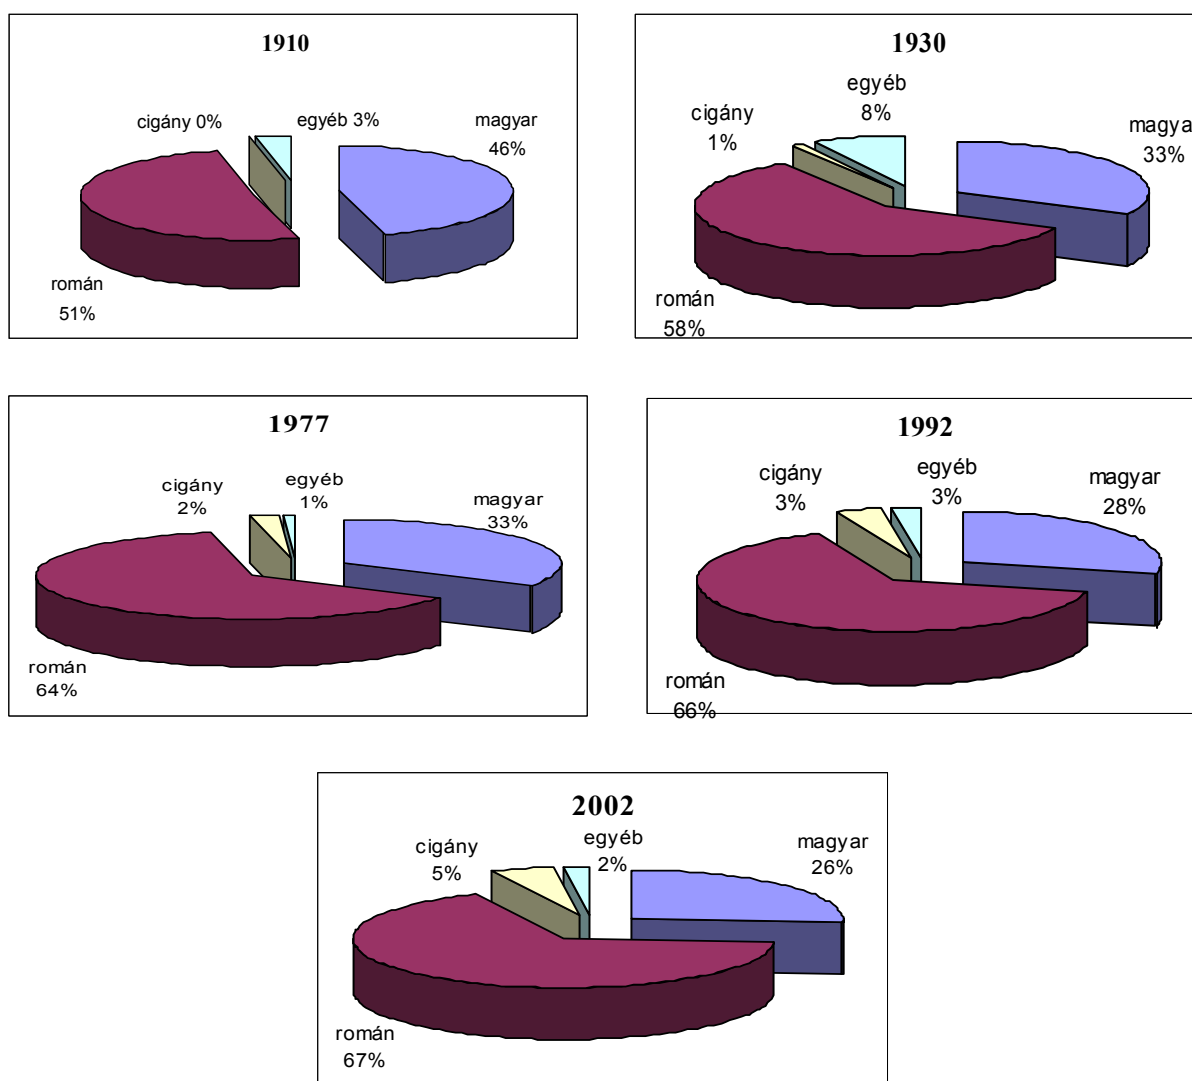 1910
cigány 0%
egyéb 3%
magyar
46%
román
51%
1930
egyéb
8%
cigány
1%
magyar
33%
román
58%
1977
cigány
2%
egyéb
1%
magyar
33%
román
64%
1992
cigány
3%
egyéb
3%
magyar
28%
román
66%
2002
cigány
5%
egyéb
2%
magyar
26%
román
67%